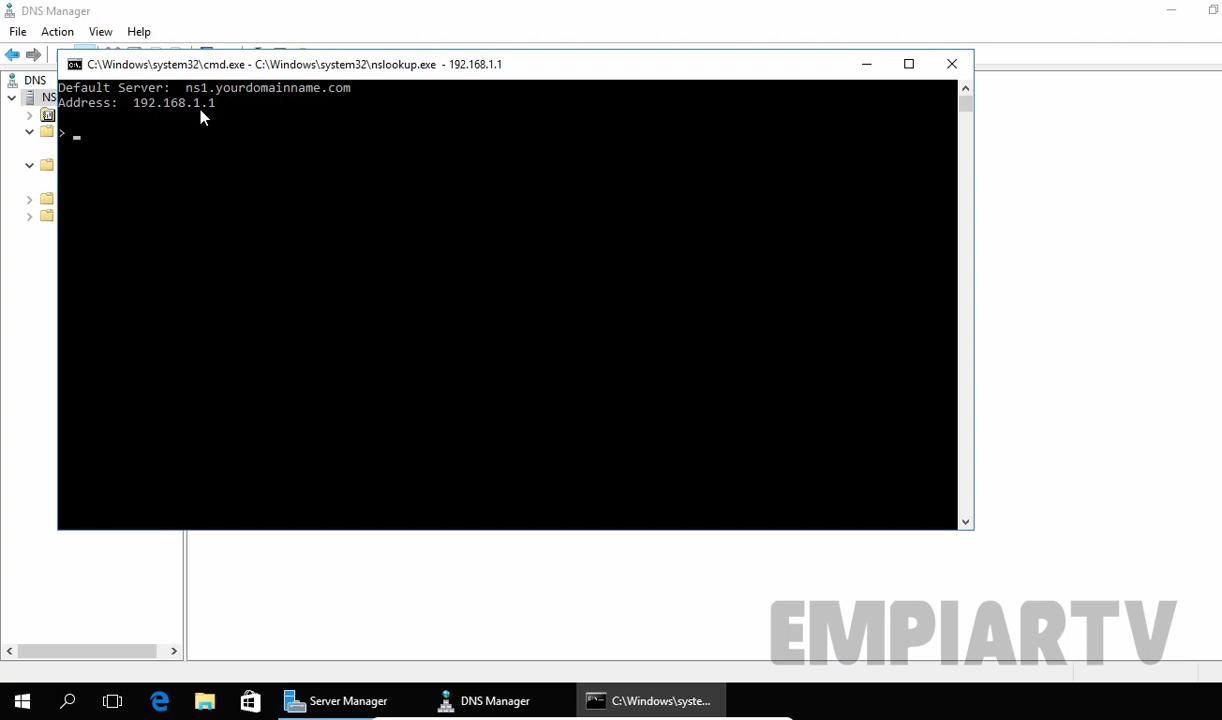 DNS Manager
File Action View Help
C:\Windows\system32\cmd.exe - C:\Windows\system32\nslookup.exe - 192.168.1.1
DNS
NS
Default Server:  ns1.yourdomainname.com
Address:  192.168.1.1
>
EMPIARTV
Server Manager
DNS Manager
C:\Windows\syste...